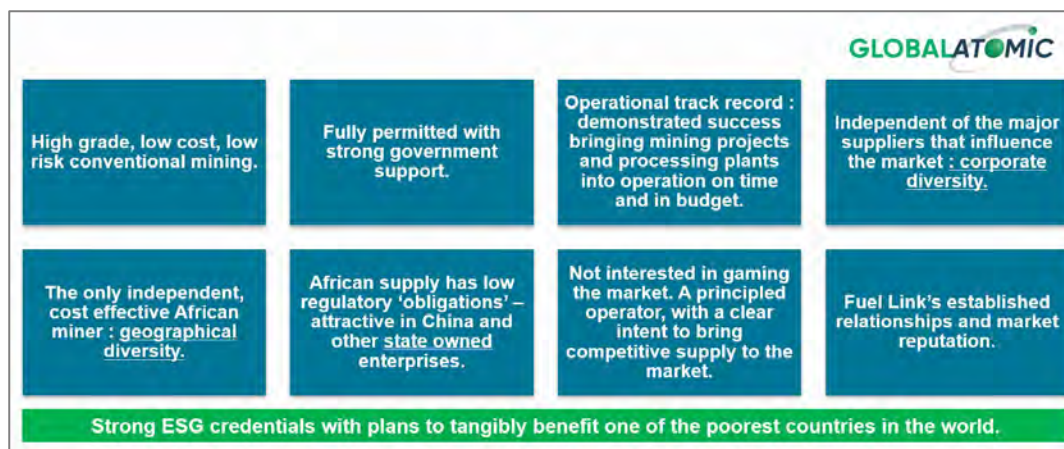 GLOBALATOMIC
High grade, low cost, low
risk conventional mining.
Fully permitted with
strong government
support.
Operational track record :
demonstrated success
bringing mining projects
and processing plants
into operation on time
and in budget.
Independent of the major
suppliers that influence
the market : corporate
diversity.
The only independent,
cost effective African
miner : geographical
diversity.
African supply has low
regulatory ‘obligations’ –
attractive in China and
other state owned
enterprises.
Not interested in gaming
the market. A principled
operator, with a clear
intent to bring
competitive supply to the
market.
Fuel Link’s established
relationships and market
reputation.
Strong ESG credentials with plans to tangibly benefit one of the poorest countries in the world.